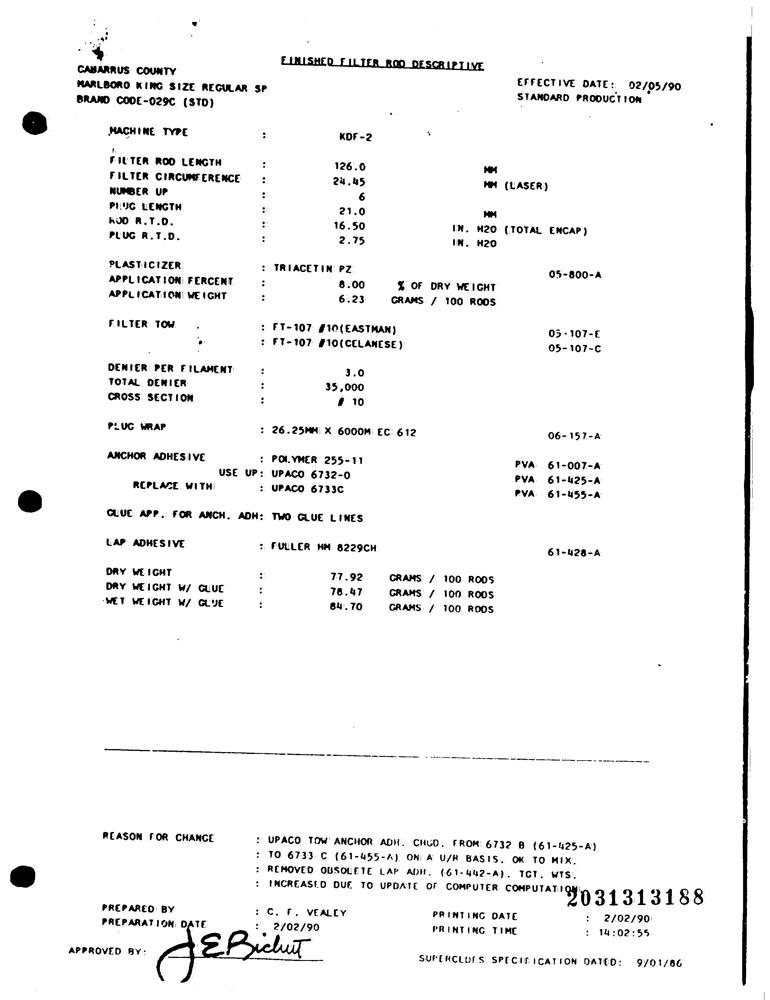 FINISHED FILTER ROD DESCRIPTIVE
CABARRUS COUNTY
MARLBORO KING SIZE REGULAR SP
BRAND CODE-029C (STD)
EFFECTIVE DATE: 02/05/90
STANDARD PRODUCTION
MACHINE TYPE : KDF-2
FILTER ROD LENGTH : 126.0 MM
FILTER CIRCUMFERENCE : 24.45 MM (LASER)
NUMBER UP : 6
PLUG LENGTH : 21.0 MM
ROD R.T.D. : 16.50 IN. H2O (TOTAL ENCAP)
PLUG R.T.D. : 2.75 IN. H2O
PLASTICIZER : TRIACETIN PZ 05-800-A
APPLICATION PERCENT : 8.00 % OF DRY WEIGHT
APPLICATION WEIGHT : 6.23 GRAMS / 100 RODS
FILTER TOW : FT-107 #10(EASTMAN) 05-107-E
: FT-107 #10(CELANESE) 05-107-C
DENIER PER FILAMENT : 3.0
TOTAL DENIER : 35,000
CROSS SECTION : # 10
PLUG WRAP : 26.25MM X 6000M EC 612 06-157-A
ANCHOR ADHESIVE : POLYMER 255-11 PVA 61-007-A
USE UP: UPACO 6732-0 PVA 61-425-A
REPLACE WITH : UPACO 6733C PVA 61-455-A
GLUE APP. FOR ANCH. ADH: TWO GLUE LINES
LAP ADHESIVE : FULLER HM 8229CH 61-428-A
DRY WEIGHT : 77.92 GRAMS / 100 RODS
DRY WEIGHT W/ GLUE : 78.47 GRAMS / 100 RODS
WET WEIGHT W/ GLUE : 84.70 GRAMS / 100 RODS
REASON FOR CHANGE : UPACO TOW ANCHOR ADH. CHGD. FROM 6732 B (61-425-A)
: TO 6733 C (61-455-A) ON A U/R BASIS. OK TO MIX.
: REMOVED OBSOLETE LAP ADH. (61-442-A). TGT. WTS.
: INCREASED DUE TO UPDATE OF COMPUTER COMPUTATION.
2031313188
PREPARED BY : C. F. VEALEY PRINTING DATE : 2/02/90
PREPARATION DATE : 2/02/90 PRINTING TIME : 14:02:55
APPROVED BY:
SUPERCEDES SPECIFICATION DATED: 9/01/86